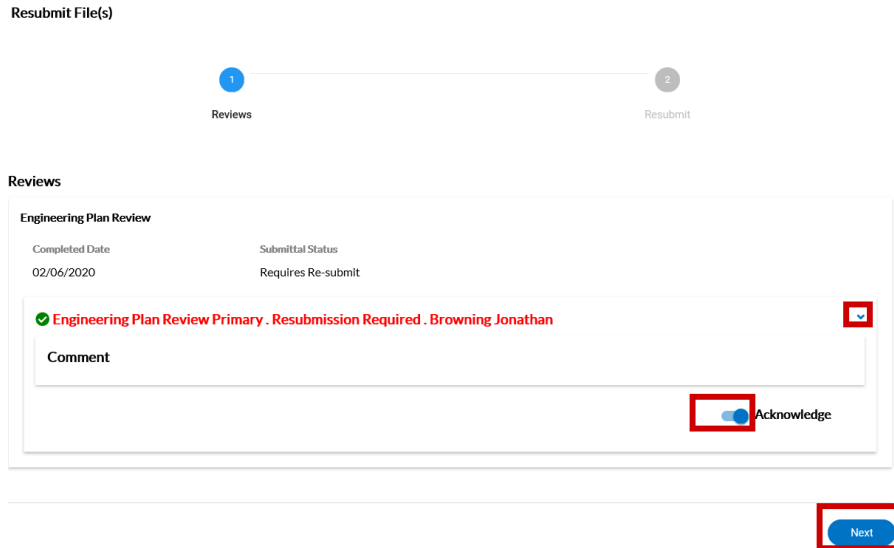 Resubmit File(s)
1
2
Reviews
Resubmit
Reviews
Engineering Plan Review
Completed Date
Submittal Status
02/06/2020
Requires Re-submit
Engineering Plan Review Primary . Resubmission Required . Browning Jonathan
Comment
Acknowledge
Next